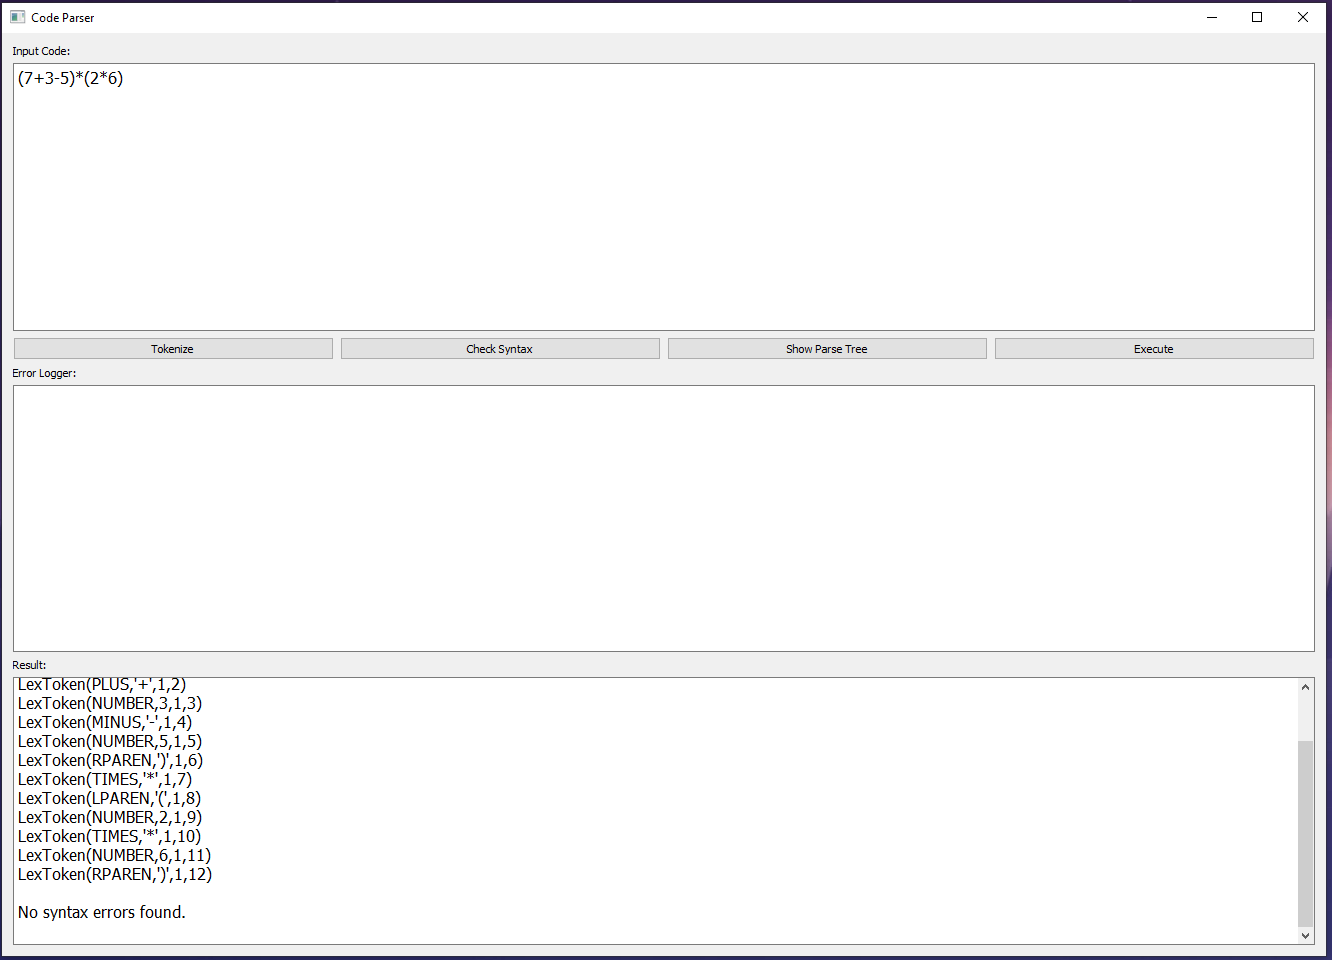 Code Parser
Input Code:
(7+3-5)*(2*6)
Tokenize
Check Syntax
Show Parse Tree
Execute
Error Logger:
Result:
LexToken(PLUS,'+',1,2)
LexToken(NUMBER,3,1,3)
LexToken(MINUS,'-',1,4)
LexToken(NUMBER,5,1,5)
LexToken(RPAREN,')',1,6)
LexToken(TIMES,'*',1,7)
LexToken(LPAREN,'(',1,8)
LexToken(NUMBER,2,1,9)
LexToken(TIMES,'*',1,10)
LexToken(NUMBER,6,1,11)
LexToken(RPAREN,')',1,12)
No syntax errors found.